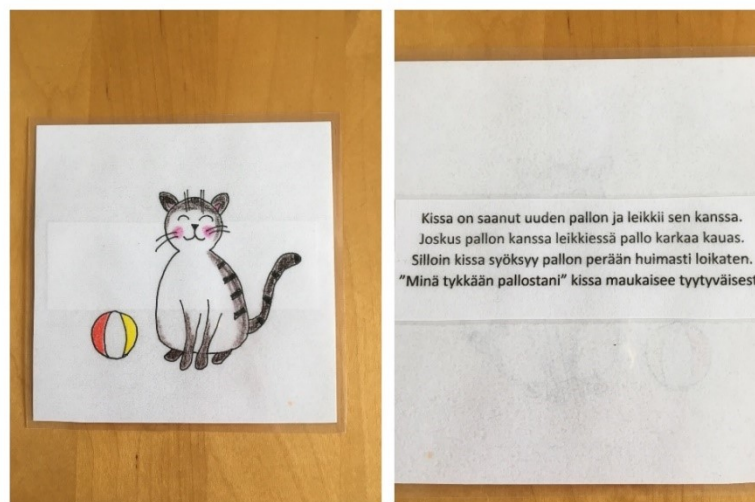 Kissa on saanut uuden pallon ja leikkii sen kanssa.
Joskus pallon kanssa leikkiessä pallo karkaa kauas.
Silloin kissa syöksyy pallon perään huimasti loikaten.
”Minä tykkään pallostani” kissa maukaisee tyytyväisest